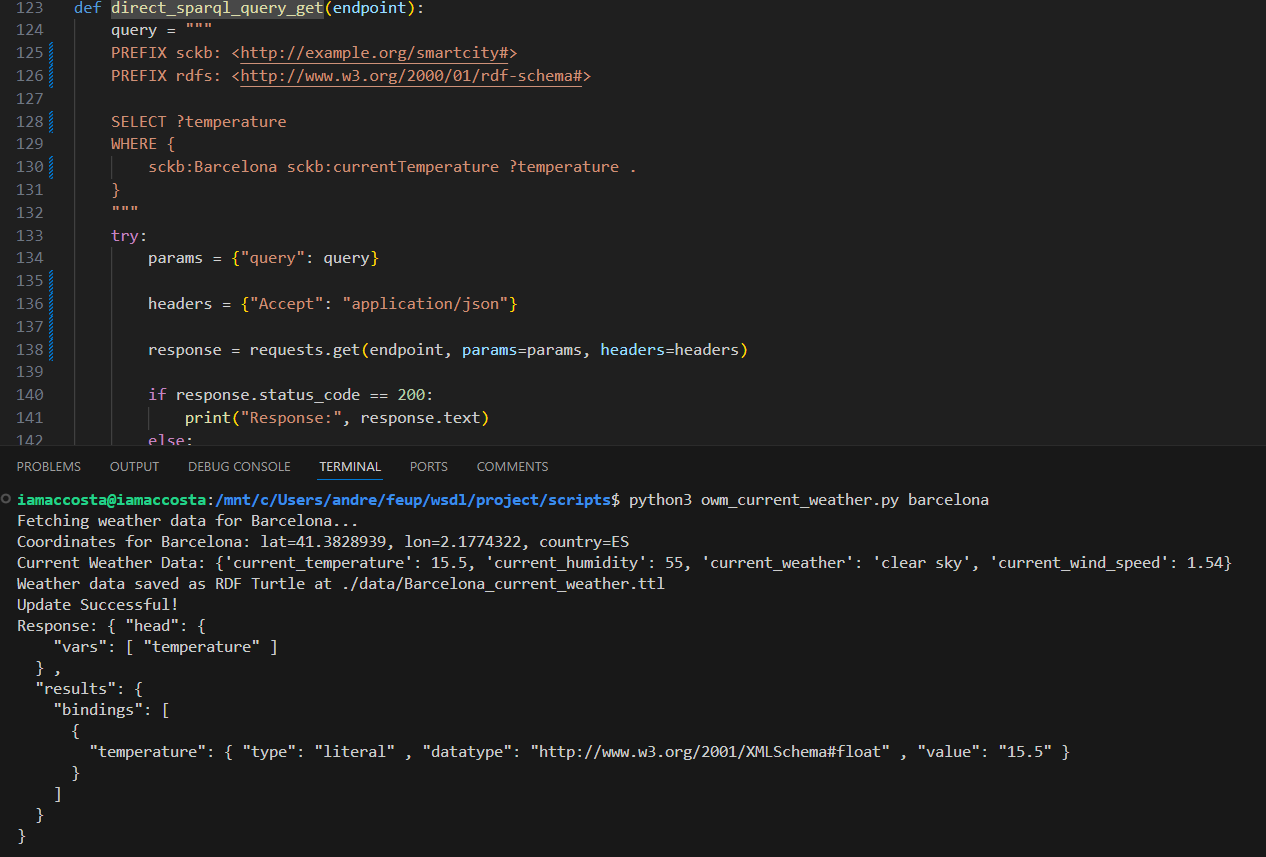 123 def direct_sparql_query_get(endpoint):
124 query = """
125 PREFIX sckb: <http://example.org/smartcity#>
126 PREFIX rdfs: <http://www.w3.org/2000/01/rdf-schema#>
127
128 SELECT ?temperature
129 WHERE {
130 sckb:Barcelona sckb:currentTemperature ?temperature .
131 }
132 """
133 try:
134 params = {"query": query}
135
136 headers = {"Accept": "application/json"}
137
138 response = requests.get(endpoint, params=params, headers=headers)
139
140 if response.status_code == 200:
141 print("Response:", response.text)
142 else:
PROBLEMS OUTPUT DEBUG CONSOLE TERMINAL PORTS COMMENTS
iamaccosta@iamaccosta:/mnt/c/Users/andre/feup/wsdl/project/scripts$ python3 owm_current_weather.py barcelona
Fetching weather data for Barcelona...
Coordinates for Barcelona: lat=41.3828939, lon=2.1774322, country=ES
Current Weather Data: {'current_temperature': 15.5, 'current_humidity': 55, 'current_weather': 'clear sky', 'current_wind_speed': 1.54}
Weather data saved as RDF Turtle at ./data/Barcelona_current_weather.ttl
Update Successful!
Response: { "head": {
"vars": [ "temperature" ]
} ,
"results": {
"bindings": [
{
"temperature": { "type": "literal" , "datatype": "http://www.w3.org/2001/XMLSchema#float" , "value": "15.5" }
}
]
}
}